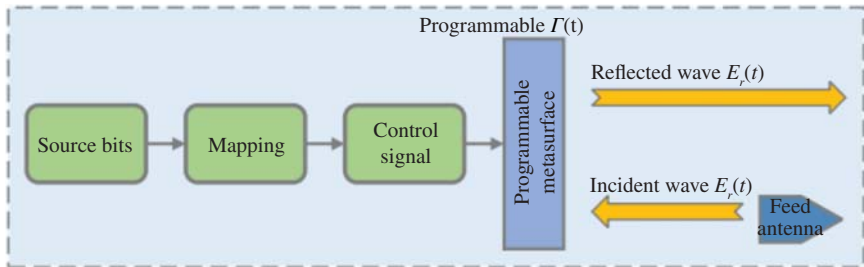 Programmable Γ(t)
Reflected wave E_r(t)
Source bits
Mapping
Control
signal
Programmable
metasurface
Incident wave E_r(t)
Feed
antenna